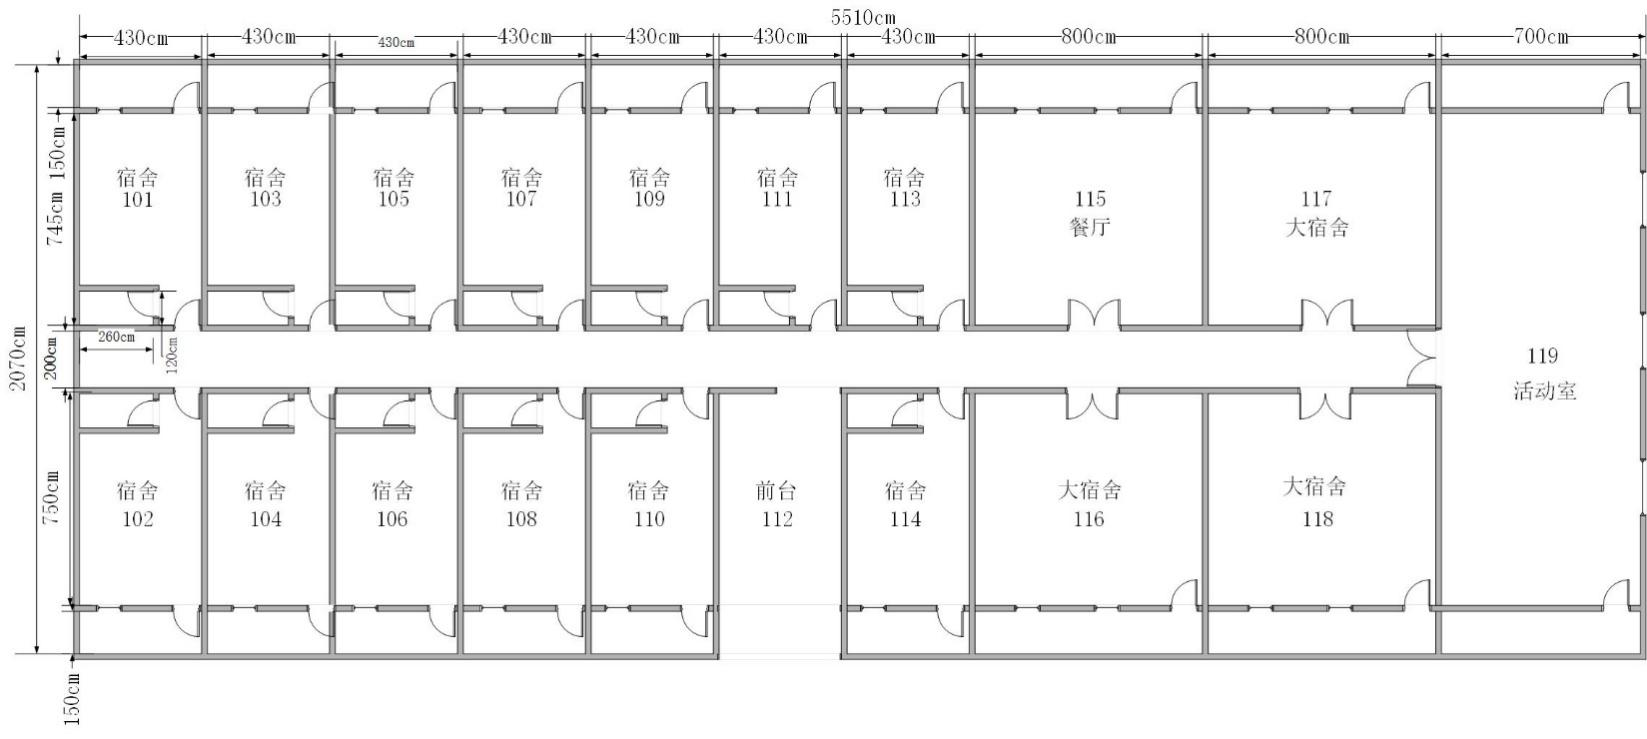 5510cm
430cm 430cm 430cm 430cm 430cm 430cm 430cm 800cm 800cm 700cm
150cm
宿舍
101
宿舍
103
宿舍
105
宿舍
107
宿舍
109
宿舍
111
宿舍
113
115
餐厅
117
大宿舍
745cm
2070cm
200cm
260cm
120cm
119
活动室
750cm
宿舍
102
宿舍
104
宿舍
106
宿舍
108
宿舍
110
前台
112
宿舍
114
大宿舍
116
大宿舍
118
150cm